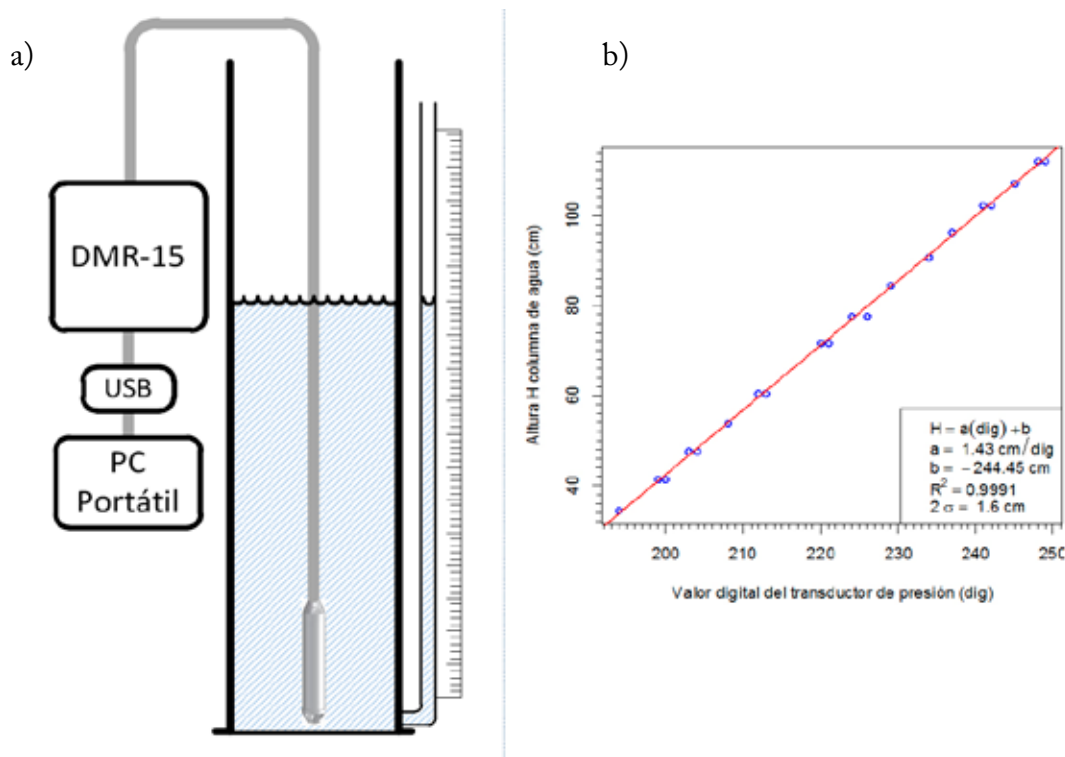 a)
DMR-15
USB
PC
Portátil
b)
Altura H columna de agua (cm)
100
80
60
40
H = a(dig) +b
a = 1.43 cm/dig
b = −244.45 cm
R² = 0.9991
2 σ = 1.6 cm
200 210 220 230 240 250
Valor digital del transductor de presión (dig)